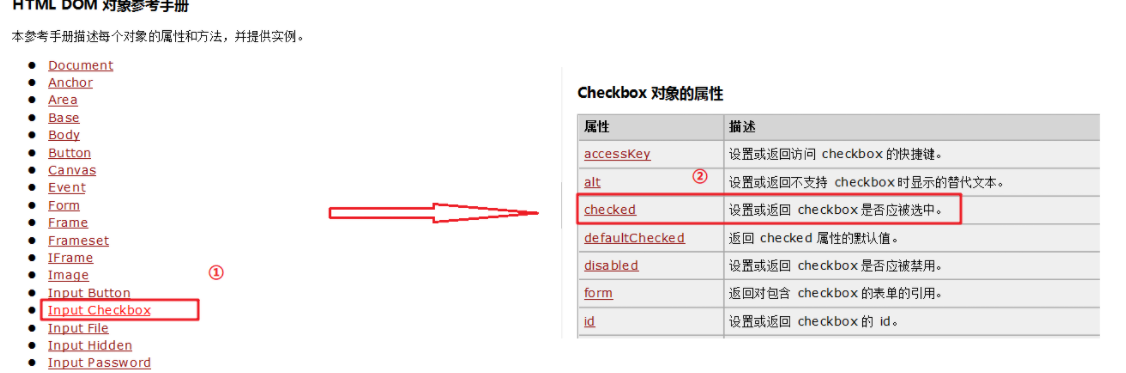 HTML DOM 对象参考手册
本参考手册描述每个对象的属性和方法，并提供实例。
Document
Anchor
Area
Base
Body
Button
Canvas
Event
Form
Frame
Frameset
IFrame
Image
①
Input Button
Input Checkbox
Input File
Input Hidden
Input Password
Checkbox 对象的属性
属性 描述
accessKey 设置或返回访问 checkbox 的快捷键。
alt ② 设置或返回不支持 checkbox 时显示的替代文本。
checked 设置或返回 checkbox 是否应被选中。
defaultChecked 返回 checked 属性的默认值。
disabled 设置或返回 checkbox 是否应被禁用。
form 返回对包含 checkbox 的表单的引用。
id 设置或返回 checkbox 的 id。